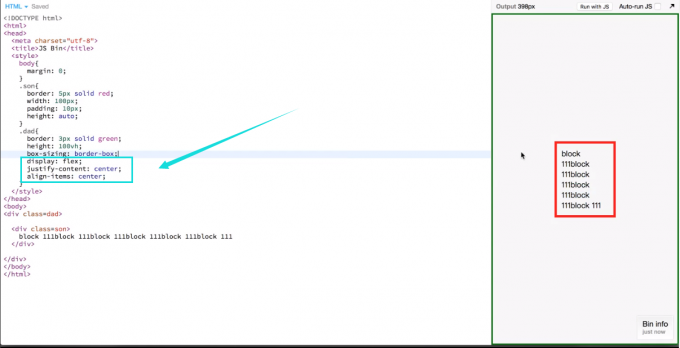 HTML Saved
Output 398px Run with JS Auto-run JS
<!DOCTYPE html>
<html>
<head>
<meta charset="utf-8">
<title>JS Bin</title>
<style>
body{
margin: 0;
}
.son{
border: 5px solid red;
width: 100px;
padding: 10px;
height: auto;
}
.dad{
border: 3px solid green;
height: 100vh;
box-sizing: border-box;
display: flex;
justify-content: center;
align-items: center;
}
</style>
</head>
<body>
<div class=dad>
<div class=son>
block 111block 111block 111block 111block 111block 111
</div>
</div>
</body>
</html>
block
111block
111block
111block
111block
111block 111
Bin info
just now